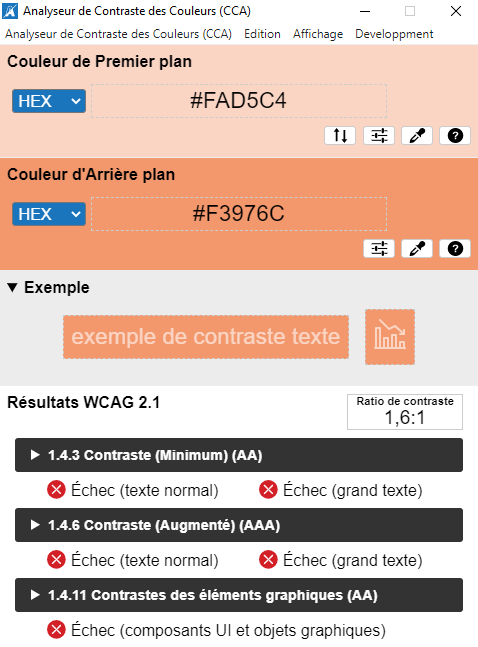 Analyseur de Contraste des Couleurs (CCA)
Analyseur de Contraste des Couleurs (CCA) Edition Affichage Developpment
Couleur de Premier plan
HEX #FAD5C4
?
Couleur d'Arrière plan
HEX #F3976C
?
Exemple
exemple de contraste texte
Résultats WCAG 2.1
Ratio de contraste
1,6:1
1.4.3 Contraste (Minimum) (AA)
Échec (texte normal) Échec (grand texte)
1.4.6 Contraste (Augmenté) (AAA)
Échec (texte normal) Échec (grand texte)
1.4.11 Contrastes des éléments graphiques (AA)
Échec (composants UI et objets graphiques)